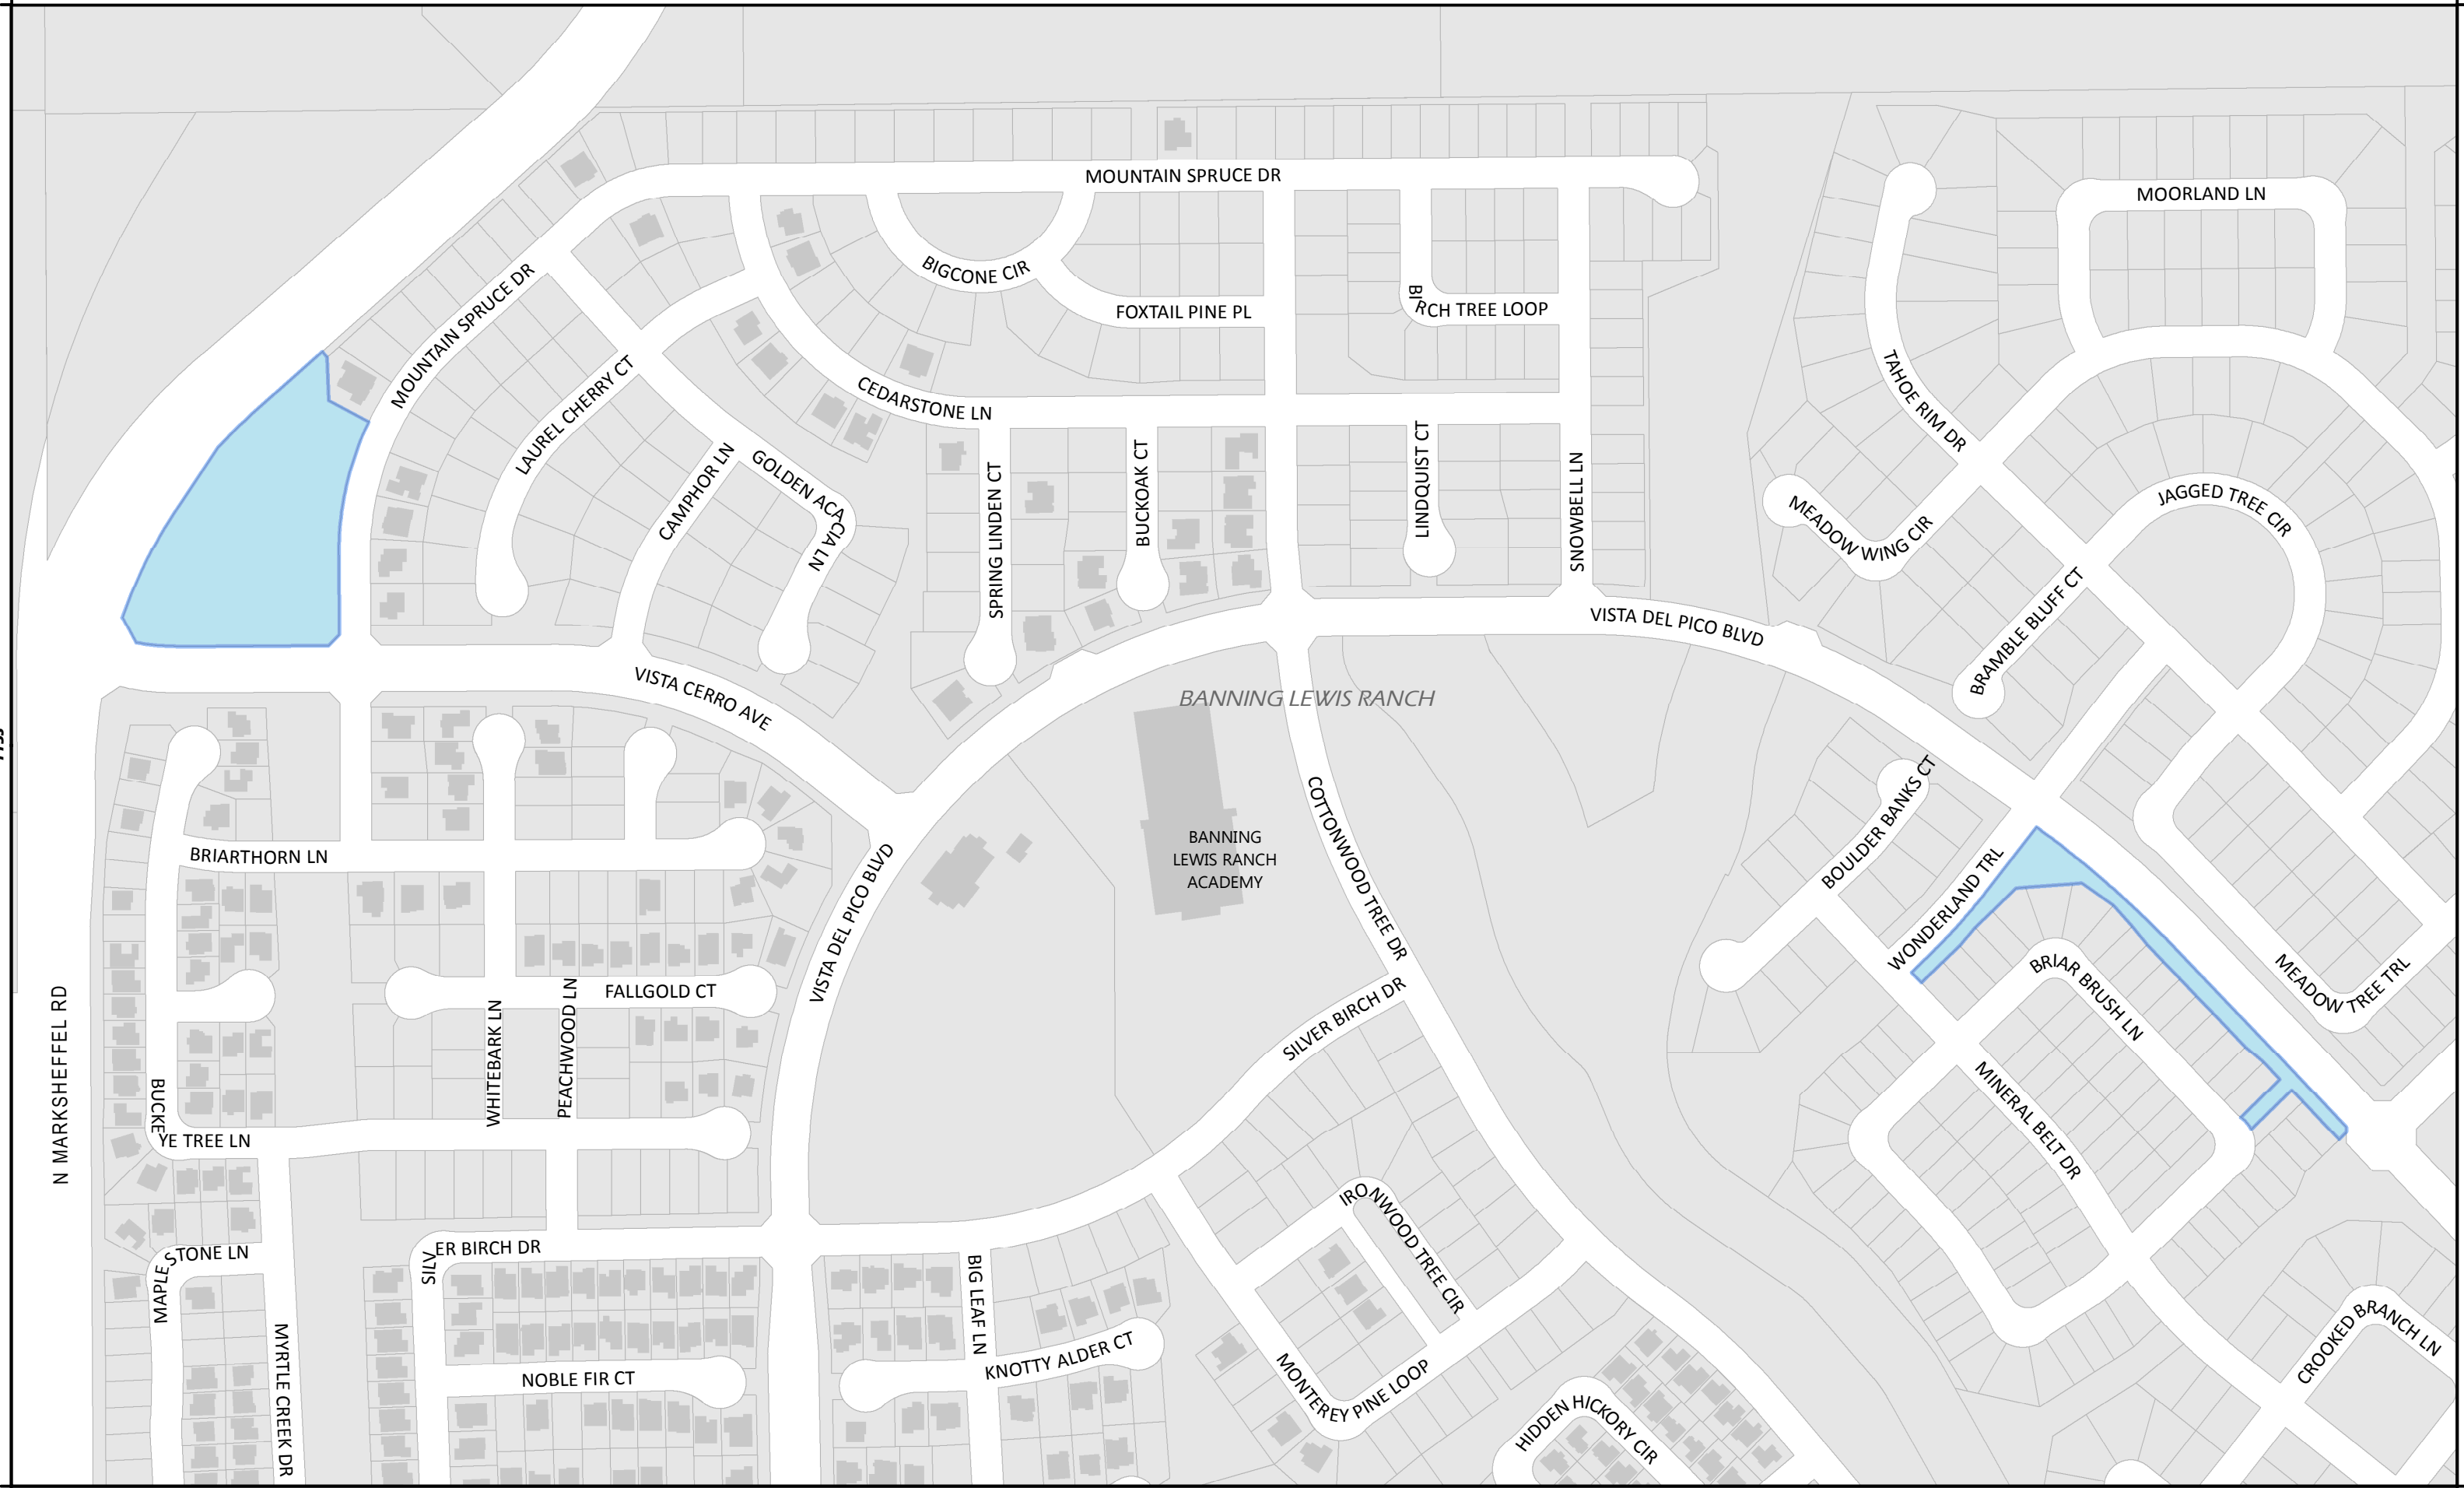 MOUNTAIN SPRUCE DR
MOORLAND LN
BIGCONE CIR
MOUNTAIN SPRUCE DR
FOXTAIL PINE PL
BIRCH TREE LOOP
TAHOE RIM DR
LAUREL CHERRY CT
CEDARSTONE LN
CAMPHOR LN
GOLDEN ACACIA LN
SPRING LINDEN CT
BUCKOAK CT
LINDQUIST CT
SNOWBELL LN
MEADOW WING CIR
JAGGED TREE CIR
BRAMBLE BLUFF CT
VISTA DEL PICO BLVD
VISTA CERRO AVE
BANNING LEWIS RANCH
BOULDER BANKS CT
COTTONWOOD TREE DR
BANNING
LEWIS RANCH
ACADEMY
BRIARTHORN LN
VISTA DEL PICO BLVD
WONDERLAND TRL
BRIAR BRUSH LN
MEADOW TREE TRL
FALLGOLD CT
SILVER BIRCH DR
N MARKSHEFFEL RD
WHITEBARK LN
PEACHWOOD LN
BUCKEYE TREE LN
MINERAL BELT DR
IRONWOOD TREE CIR
MAPLE STONE LN
SILVER BIRCH DR
BIG LEAF LN
KNOTTY ALDER CT
MYRTLE CREEK DR
NOBLE FIR CT
MONTEREY PINE LOOP
HIDDEN HICKORY CIR
CROOKED BRANCH LN